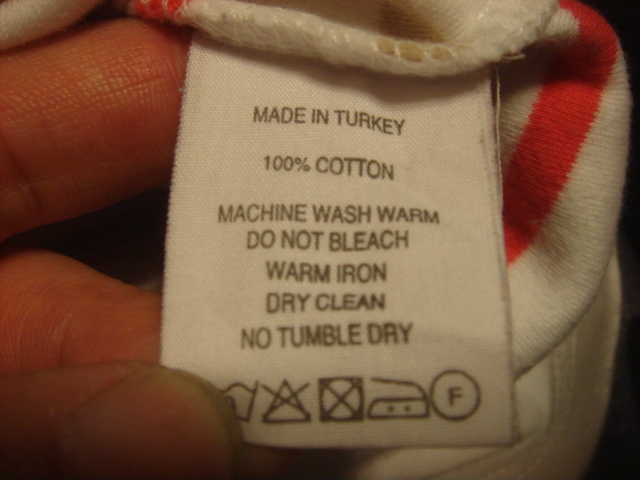 MADE IN TURKEY
100% COTTON
MACHINE WASH WARM
DO NOT BLEACH
WARM IRON
DRY CLEAN
NO TUMBLE DRY
F